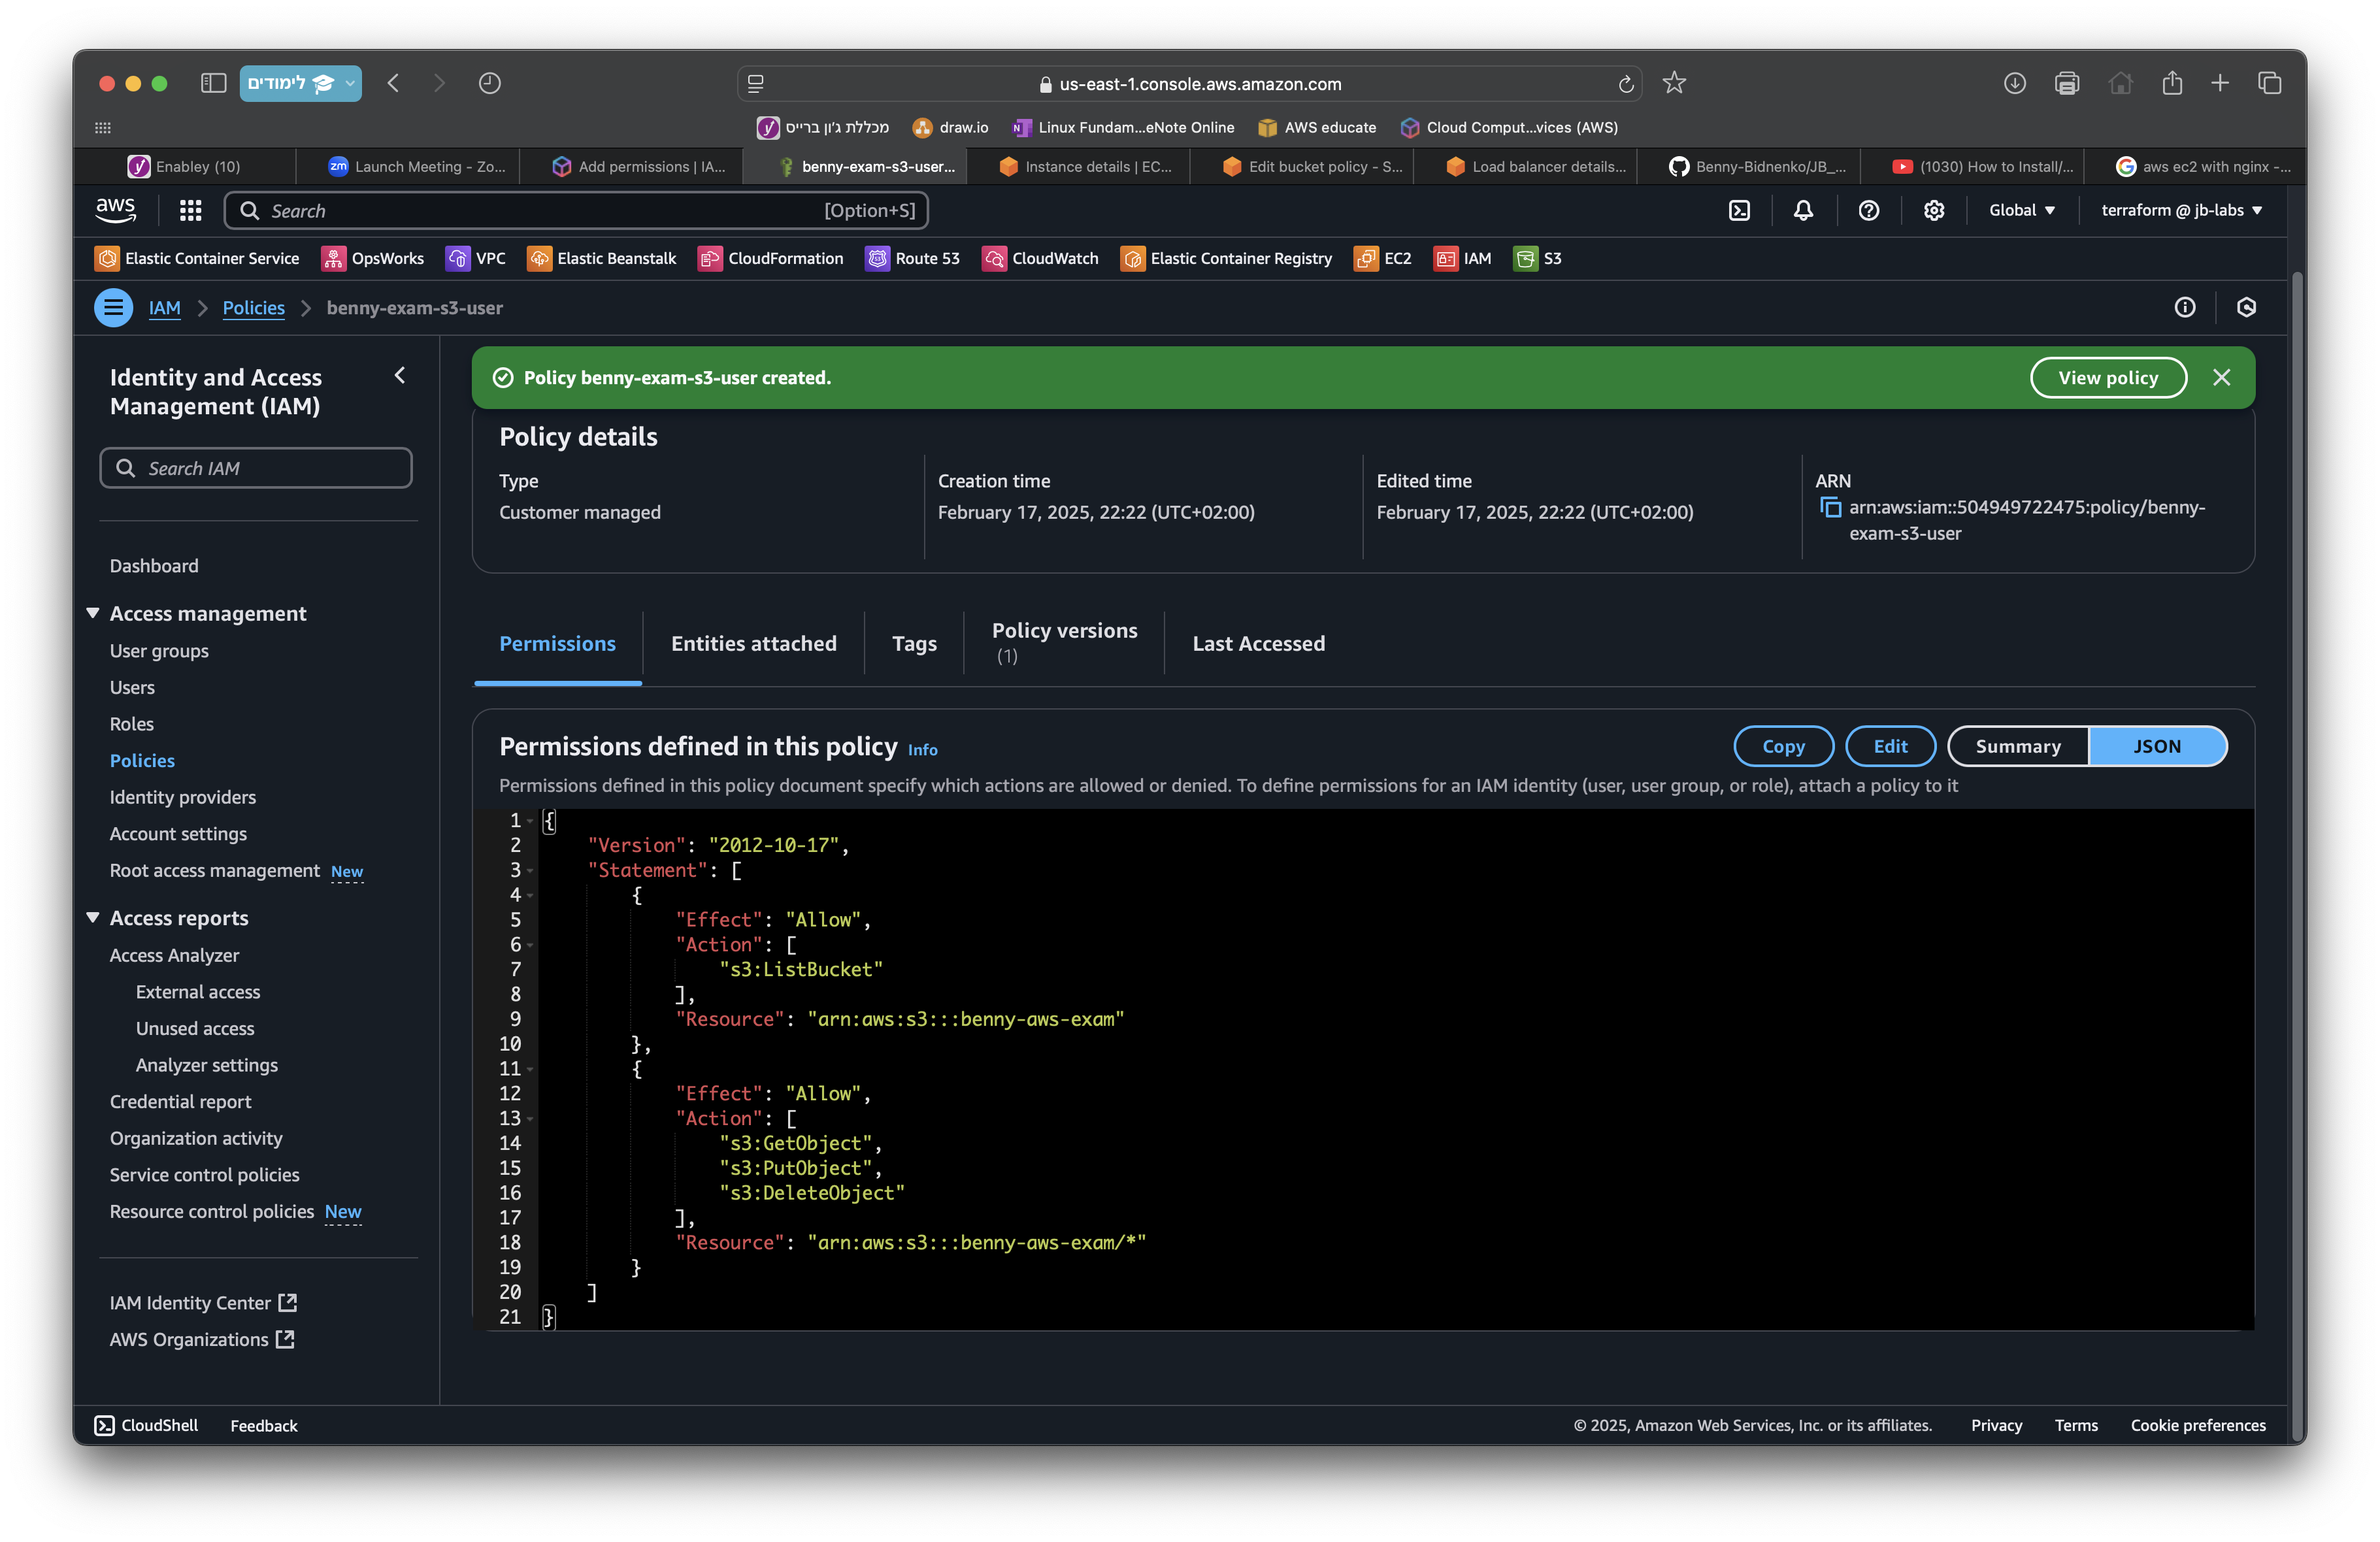 לימודים
us-east-1.console.aws.amazon.com
מכללת ג'ון ברייס
draw.io
Linux Fundam...eNote Online
AWS educate
Cloud Comput...vices (AWS)
Enabley (10)
Launch Meeting - Zo...
Add permissions | IA...
benny-exam-s3-user...
Instance details | EC...
Edit bucket policy - S...
Load balancer details...
Benny-Bidnenko/JB_...
(1030) How to Install/...
aws ec2 with nginx -...
aws
Search
[Option+S]
Global
terraform @ jb-labs
Elastic Container Service
OpsWorks
VPC
Elastic Beanstalk
CloudFormation
Route 53
CloudWatch
Elastic Container Registry
EC2
IAM
S3
IAM
Policies
benny-exam-s3-user
Identity and Access
Management (IAM)
Search IAM
Dashboard
Access management
User groups
Users
Roles
Policies
Identity providers
Account settings
Root access management New
Access reports
Access Analyzer
External access
Unused access
Analyzer settings
Credential report
Organization activity
Service control policies
Resource control policies New
IAM Identity Center
AWS Organizations
Policy benny-exam-s3-user created.
View policy
Policy details
Type
Customer managed
Creation time
February 17, 2025, 22:22 (UTC+02:00)
Edited time
February 17, 2025, 22:22 (UTC+02:00)
ARN
arn:aws:iam::504949722475:policy/benny-
exam-s3-user
Permissions
Entities attached
Tags
Policy versions
(1)
Last Accessed
Permissions defined in this policy Info
Copy
Edit
Summary
JSON
Permissions defined in this policy document specify which actions are allowed or denied. To define permissions for an IAM identity (user, user group, or role), attach a policy to it
1 {
2 "Version": "2012-10-17",
3 "Statement": [
4 {
5 "Effect": "Allow",
6 "Action": [
7 "s3:ListBucket"
8 ],
9 "Resource": "arn:aws:s3:::benny-aws-exam"
10 },
11 {
12 "Effect": "Allow",
13 "Action": [
14 "s3:GetObject",
15 "s3:PutObject",
16 "s3:DeleteObject"
17 ],
18 "Resource": "arn:aws:s3:::benny-aws-exam/*"
19 }
20 ]
21 }
CloudShell
Feedback
© 2025, Amazon Web Services, Inc. or its affiliates.
Privacy
Terms
Cookie preferences